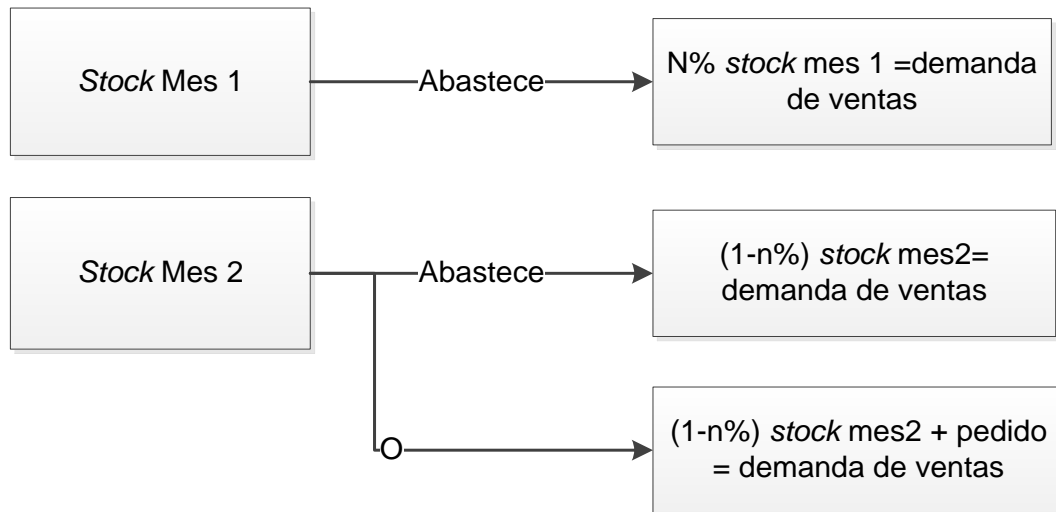 Stock Mes 1
Abastece
N% stock mes 1 =demanda
de ventas
Stock Mes 2
Abastece
(1-n%) stock mes2=
demanda de ventas
O
(1-n%) stock mes2 + pedido
= demanda de ventas